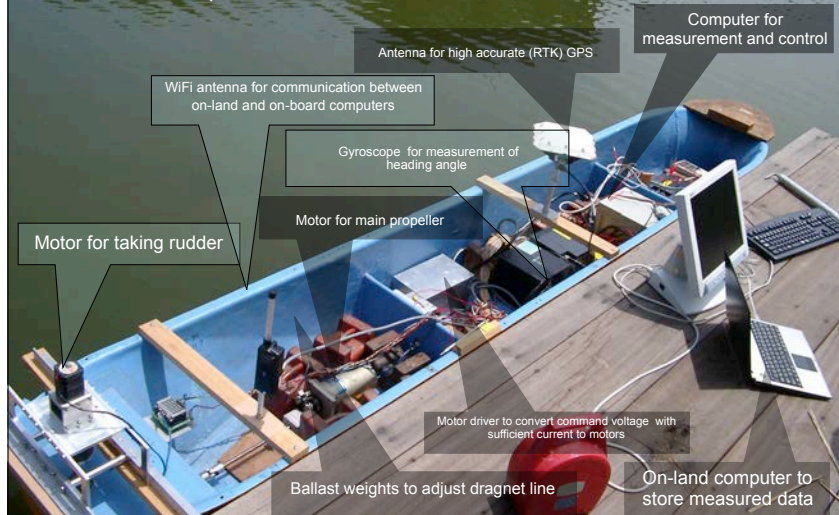 Computer for
measurement and control
Antenna for high accurate (RTK) GPS
WiFi antenna for communication between
on-land and on-board computers
Gyroscope for measurement of
heading angle
Motor for main propeller
Motor for taking rudder
Motor driver to convert command voltage with
sufficient current to motors
Ballast weights to adjust dragnet line
On-land computer to
store measured data